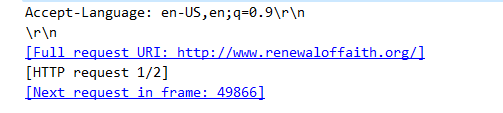 Accept-Language: en-US,en;q=0.9\r\n
\r\n
[Full request URI: http://www.renewaloffaith.org/]
[HTTP request 1/2]
[Next request in frame: 49866]